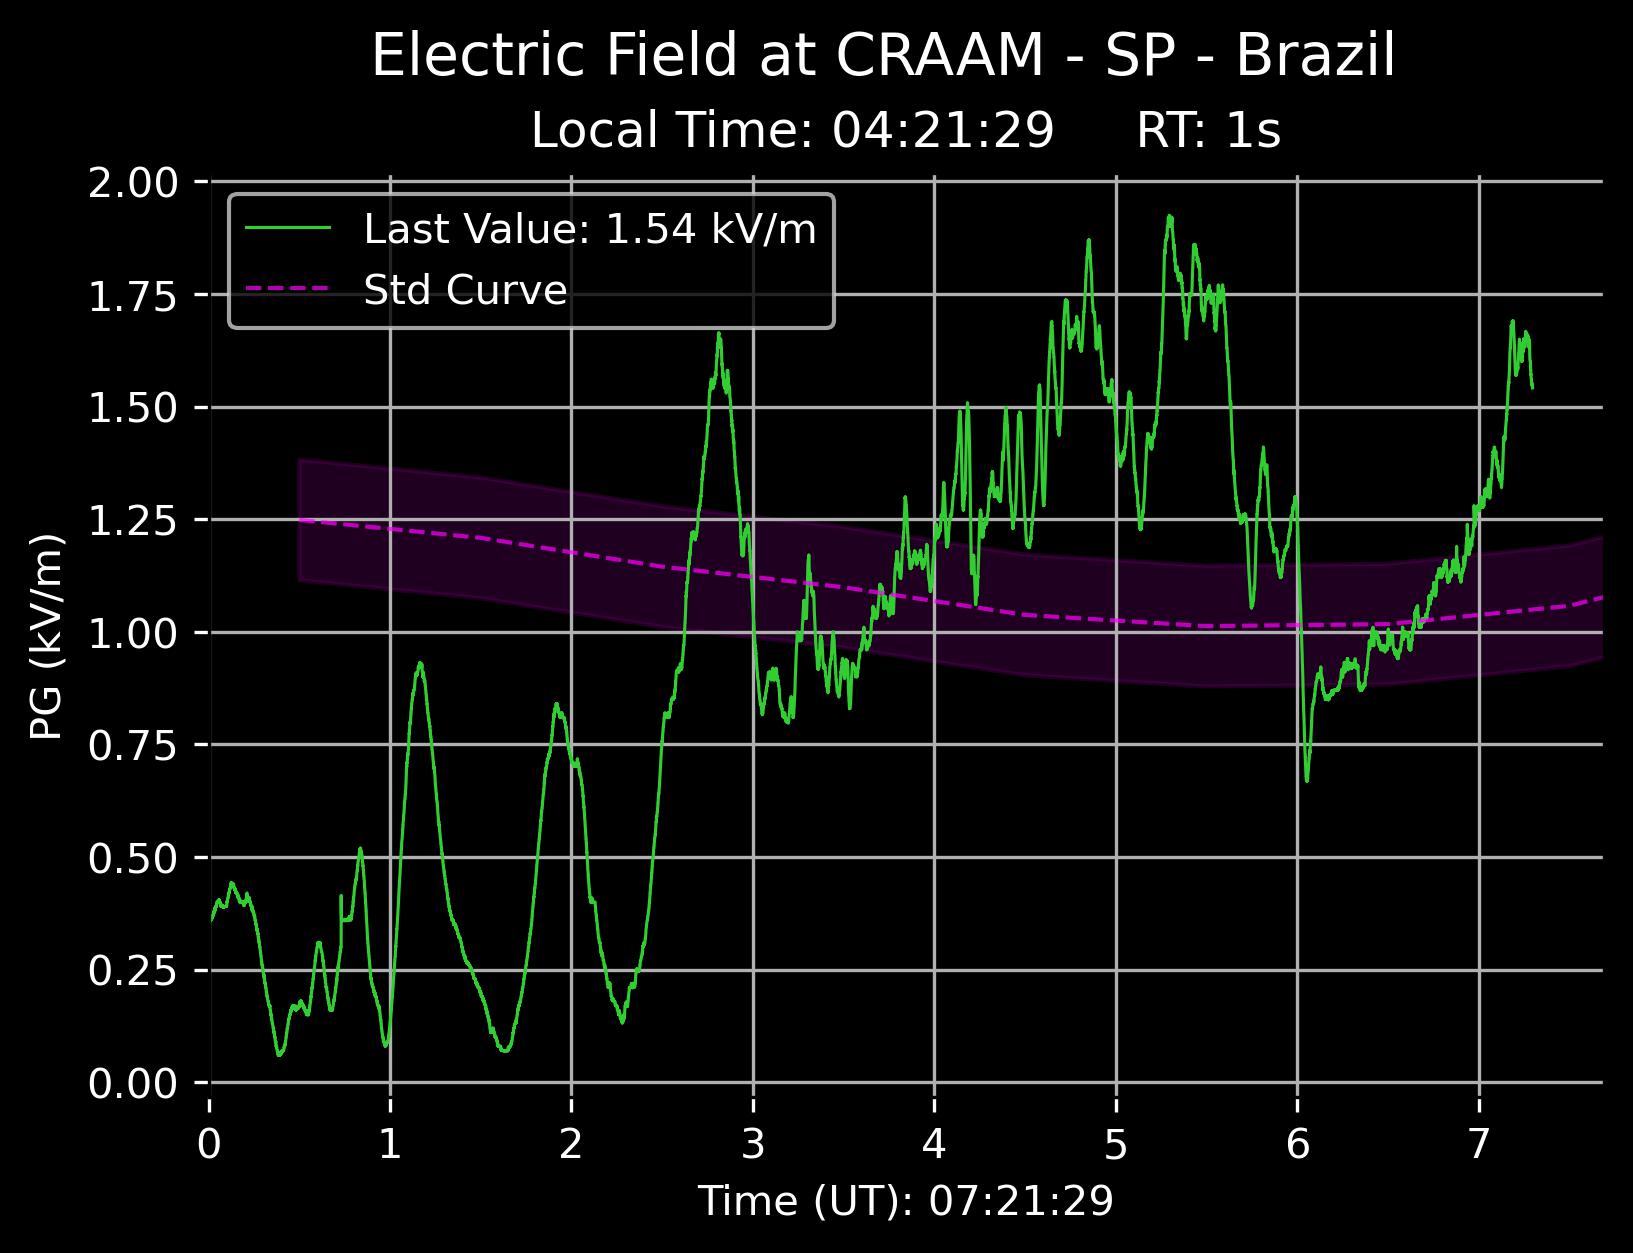 Electric Field at CRAAM - SP - Brazil
Local Time: 04:21:29 RT: 1s
Last Value: 1.54 kV/m
Std Curve
PG (kV/m)
2.00
1.75
1.50
1.25
1.00
0.75
0.50
0.25
0.00
0 1 2 3 4 5 6 7
Time (UT): 07:21:29